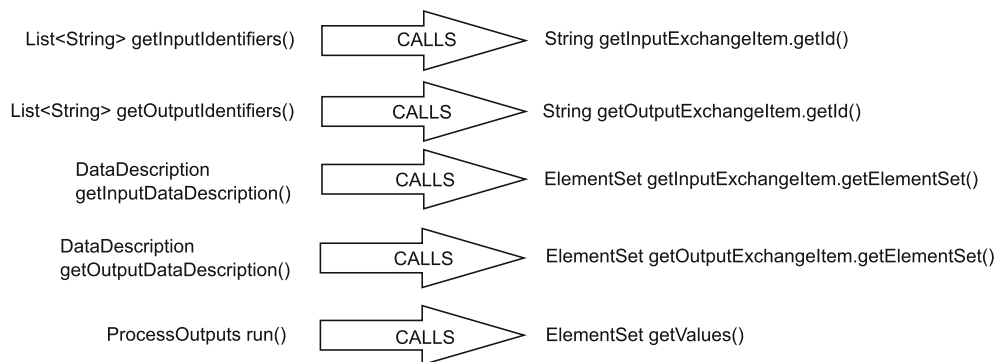 List<String> getInputIdentifiers() CALLS String getInputExchangeItem.getId()
List<String> getOutputIdentifiers() CALLS String getOutputExchangeItem.getId()
DataDescription
getInputDataDescription() CALLS ElementSet getInputExchangeItem.getElementSet()
DataDescription
getOutputDataDescription() CALLS ElementSet getOutputExchangeItem.getElementSet()
ProcessOutputs run() CALLS ElementSet getValues()